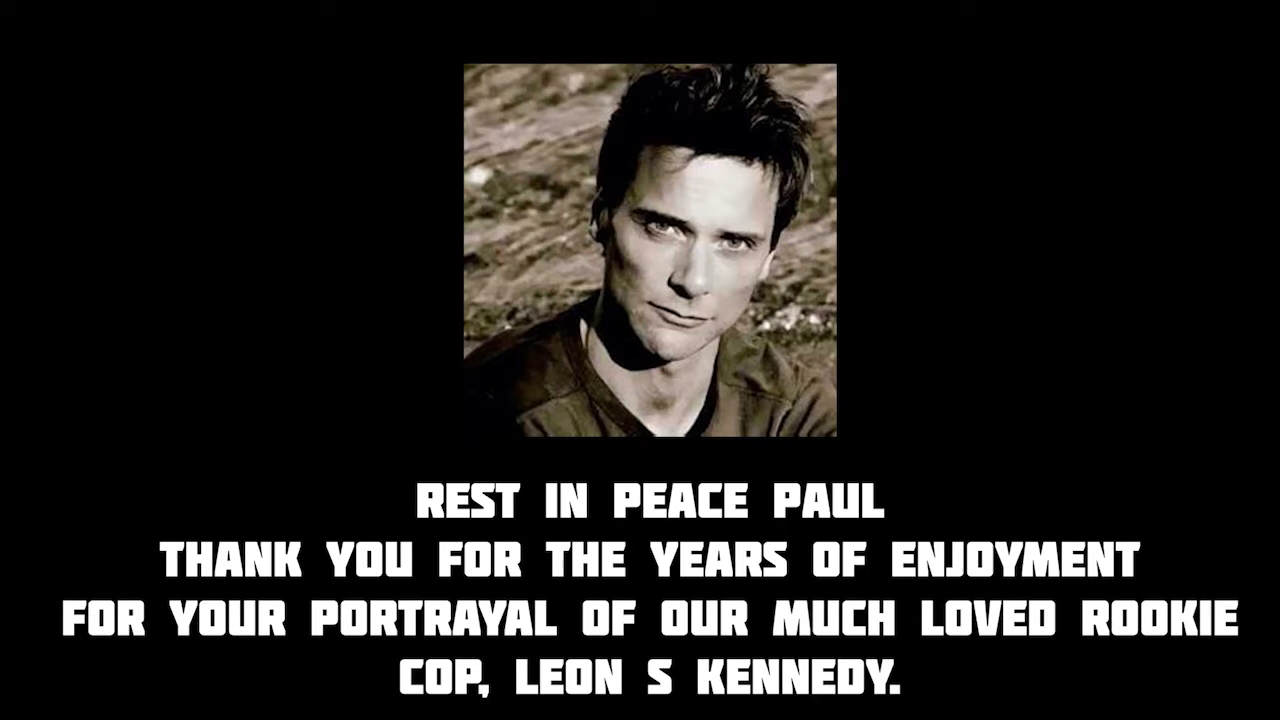 REST IN PEACE PAUL
THANK YOU FOR THE YEARS OF ENJOYMENT
FOR YOUR PORTRAYAL OF OUR MUCH LOVED ROOKIE
COP, LEON S KENNEDY.